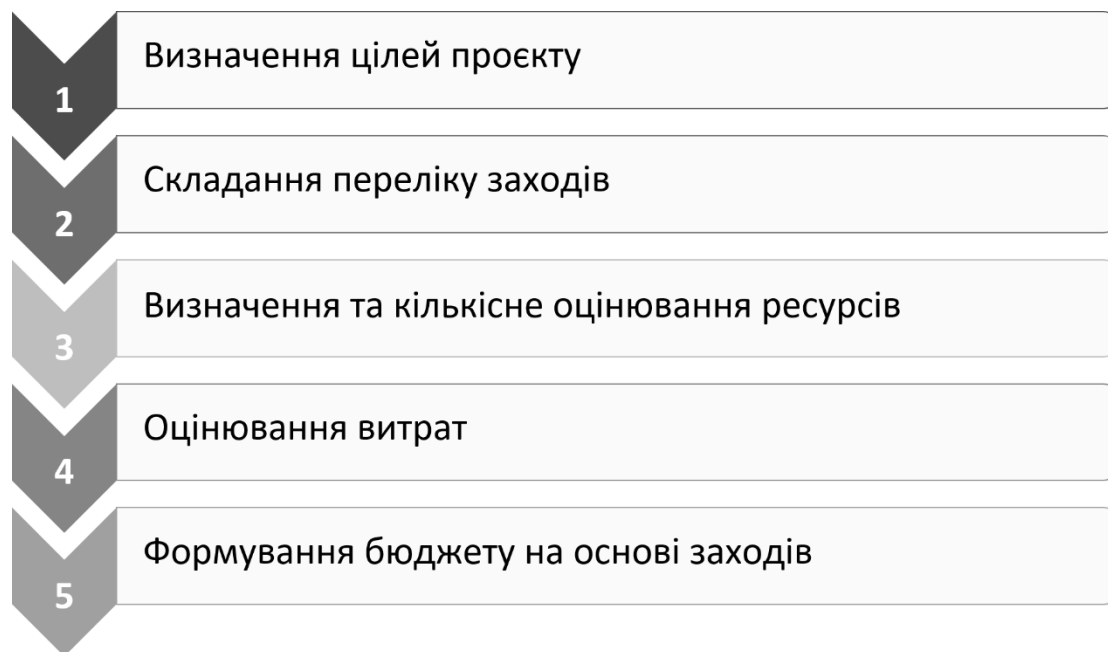 1
Визначення цілей проєкту
2
Складання переліку заходів
3
Визначення та кількісне оцінювання ресурсів
4
Оцінювання витрат
5
Формування бюджету на основі заходів